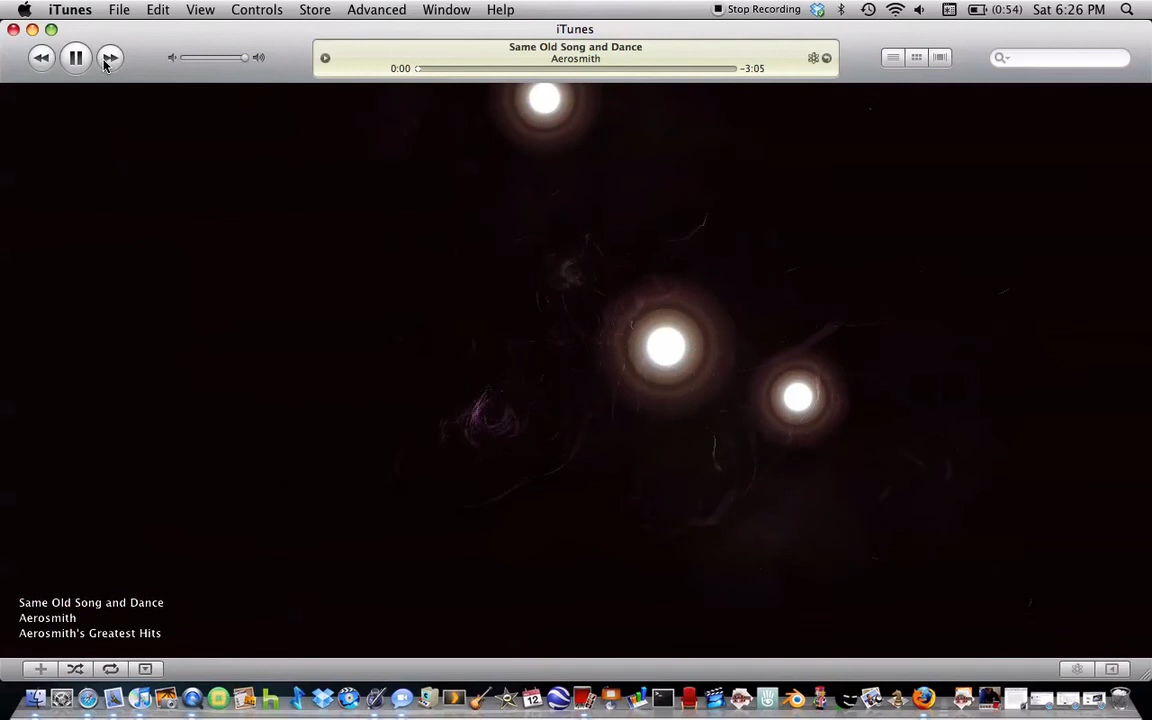 iTunes File Edit View Controls Store Advanced Window Help Stop Recording (0:54) Sat 6:26 PM
iTunes
Same Old Song and Dance
Aerosmith
0:00 -3:05
Same Old Song and Dance
Aerosmith
Aerosmith's Greatest Hits
12